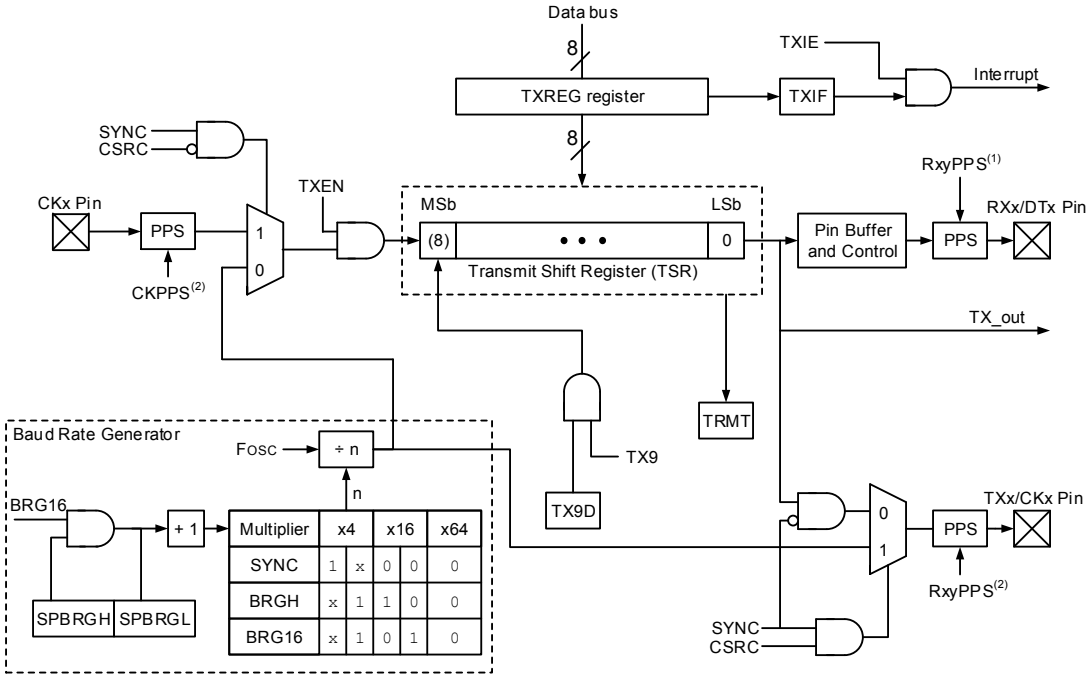 Data bus
8
TXIE
TXREG register
TXIF
Interrupt
8
SYNC
CSRC
RxyPPS(1)
TXEN
CKx Pin
MSb
LSb
RXx/DTx Pin
PPS
1
(8)
• • •
0
Pin Buffer
and Control
PPS
0
Transmit Shift Register (TSR)
CKPPS(2)
TX_out
TRMT
Baud Rate Generator
FOSC
÷ n
TX9
n
TX9D
BRG16
TXx/CKx Pin
+ 1
Multiplier x4 x16 x64
0
PPS
SYNC 1 x 0 0 0
1
BRGH x 1 1 0 0
RxyPPS(2)
SPBRGH SPBRGL
BRG16 x 1 0 1 0
SYNC
CSRC